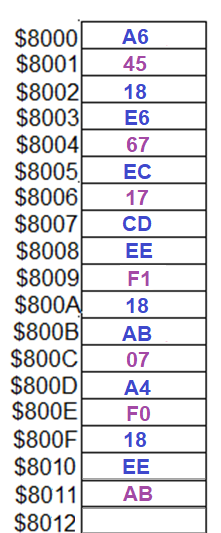 $8000 A6
$8001 45
$8002 18
$8003 E6
$8004 67
$8005 EC
$8006 17
$8007 CD
$8008 EE
$8009 F1
$800A 18
$800B AB
$800C 07
$800D A4
$800E F0
$800F 18
$8010 EE
$8011 AB
$8012